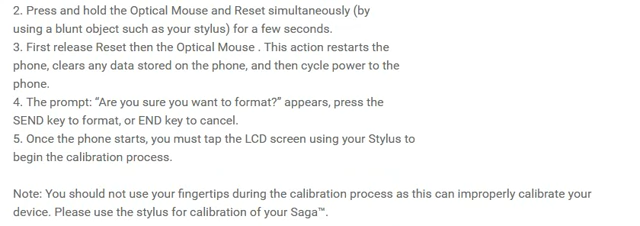 2. Press and hold the Optical Mouse and Reset simultaneously (by
using a blunt object such as your stylus) for a few seconds.
3. First release Reset then the Optical Mouse . This action restarts the
phone, clears any data stored on the phone, and then cycle power to the
phone.
4. The prompt: “Are you sure you want to format?” appears, press the
SEND key to format, or END key to cancel.
5. Once the phone starts, you must tap the LCD screen using your Stylus to
begin the calibration process.
Note: You should not use your fingertips during the calibration process as this can improperly calibrate your
device. Please use the stylus for calibration of your Saga™.